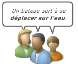 Un bateau sert à se
déplacer sur l'eau